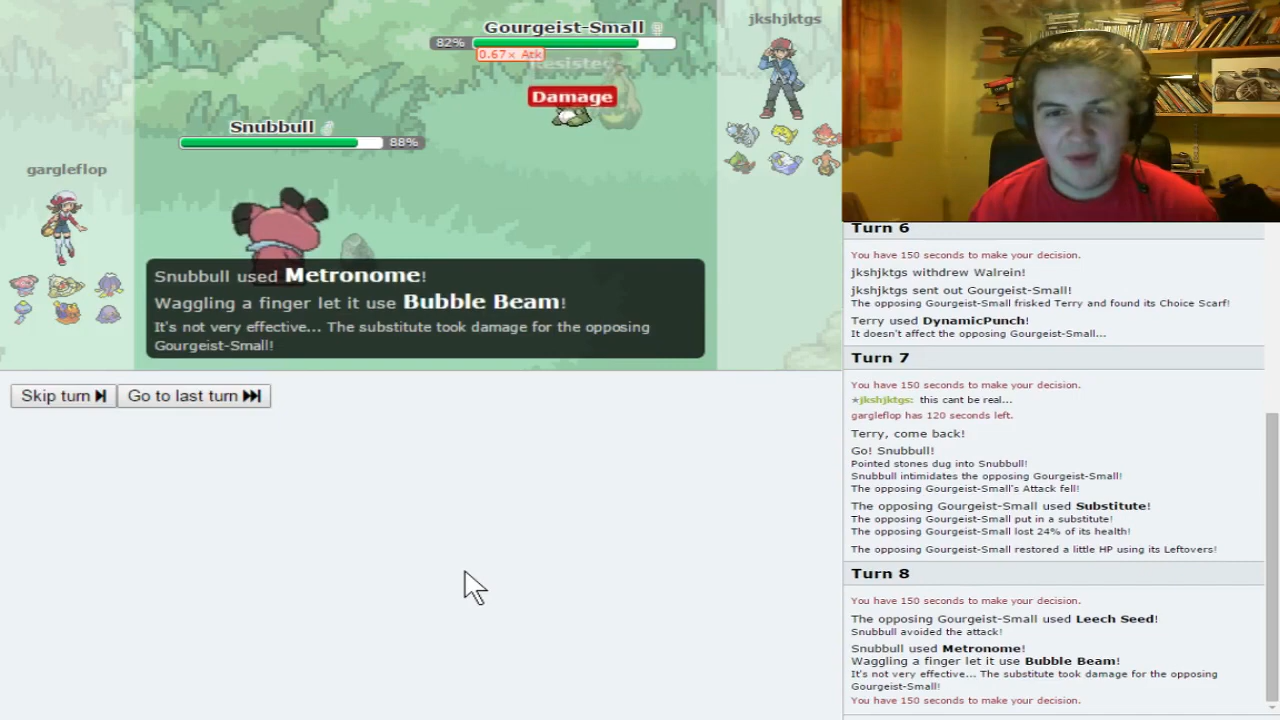 Gourgeist-Small
82%
0.67× Atk
Resisted
Damage
jkshjktgs
Snubbull
88%
gargleflop
Snubbull used Metronome!
Waggling a finger let it use Bubble Beam!
It's not very effective... The substitute took damage for the opposing
Gourgeist-Small!
Skip turn
Go to last turn
Turn 6
You have 150 seconds to make your decision.
jkshjktgs withdrew Walrein!
jkshjktgs sent out Gourgeist-Small!
The opposing Gourgeist-Small frisked Terry and found its Choice Scarf!
Terry used DynamicPunch!
It doesn't affect the opposing Gourgeist-Small...
Turn 7
You have 150 seconds to make your decision.
★jkshjktgs: this cant be real...
gargleflop has 120 seconds left.
Terry, come back!
Go! Snubbull!
Pointed stones dug into Snubbull!
Snubbull intimidates the opposing Gourgeist-Small!
The opposing Gourgeist-Small's Attack fell!
The opposing Gourgeist-Small used Substitute!
The opposing Gourgeist-Small put in a substitute!
The opposing Gourgeist-Small lost 24% of its health!
The opposing Gourgeist-Small restored a little HP using its Leftovers!
Turn 8
You have 150 seconds to make your decision.
The opposing Gourgeist-Small used Leech Seed!
Snubbull avoided the attack!
Snubbull used Metronome!
Waggling a finger let it use Bubble Beam!
It's not very effective... The substitute took damage for the opposing
Gourgeist-Small!
You have 150 seconds to make your decision.